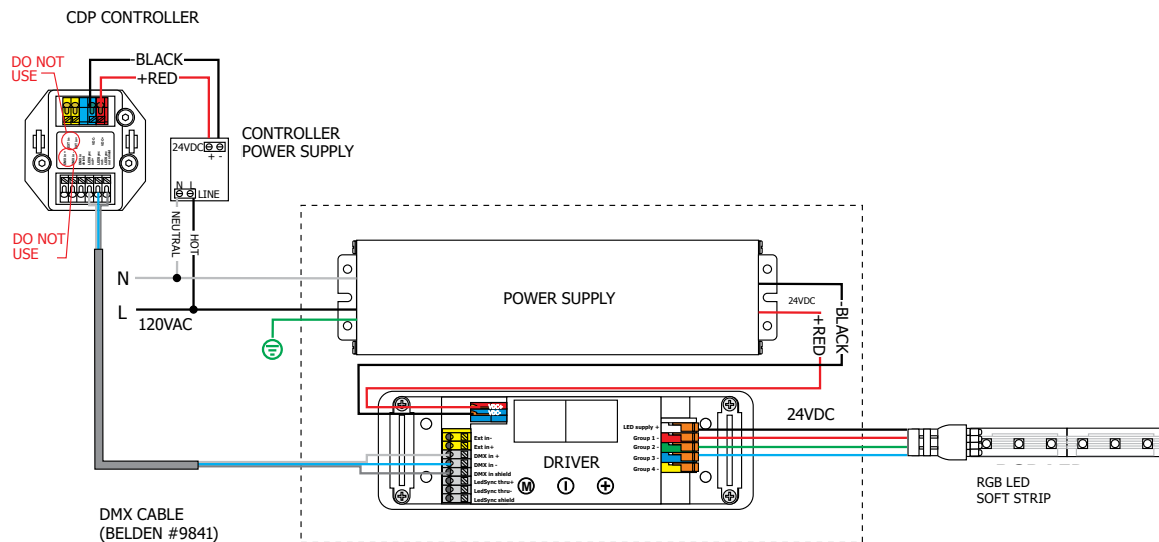 CDP CONTROLLER
DO NOT
USE
-BLACK
+RED
CONTROLLER
POWER SUPPLY
24VDC
+ -
N L
LINE
NEUTRAL
HOT
DO NOT
USE
N
L
120VAC
POWER SUPPLY
24VDC
-BLACK
+RED
VDC+
VDC-
24VDC
Ext in-
Ext in+
DMX in +
DMX in -
DMX in shield
LedSync thru+
LedSync thru-
LedSync shield
DRIVER
M
LED supply +
Group 1 -
Group 2 -
Group 3 -
Group 4 -
RGB LED
SOFT STRIP
DMX CABLE
(BELDEN #9841)